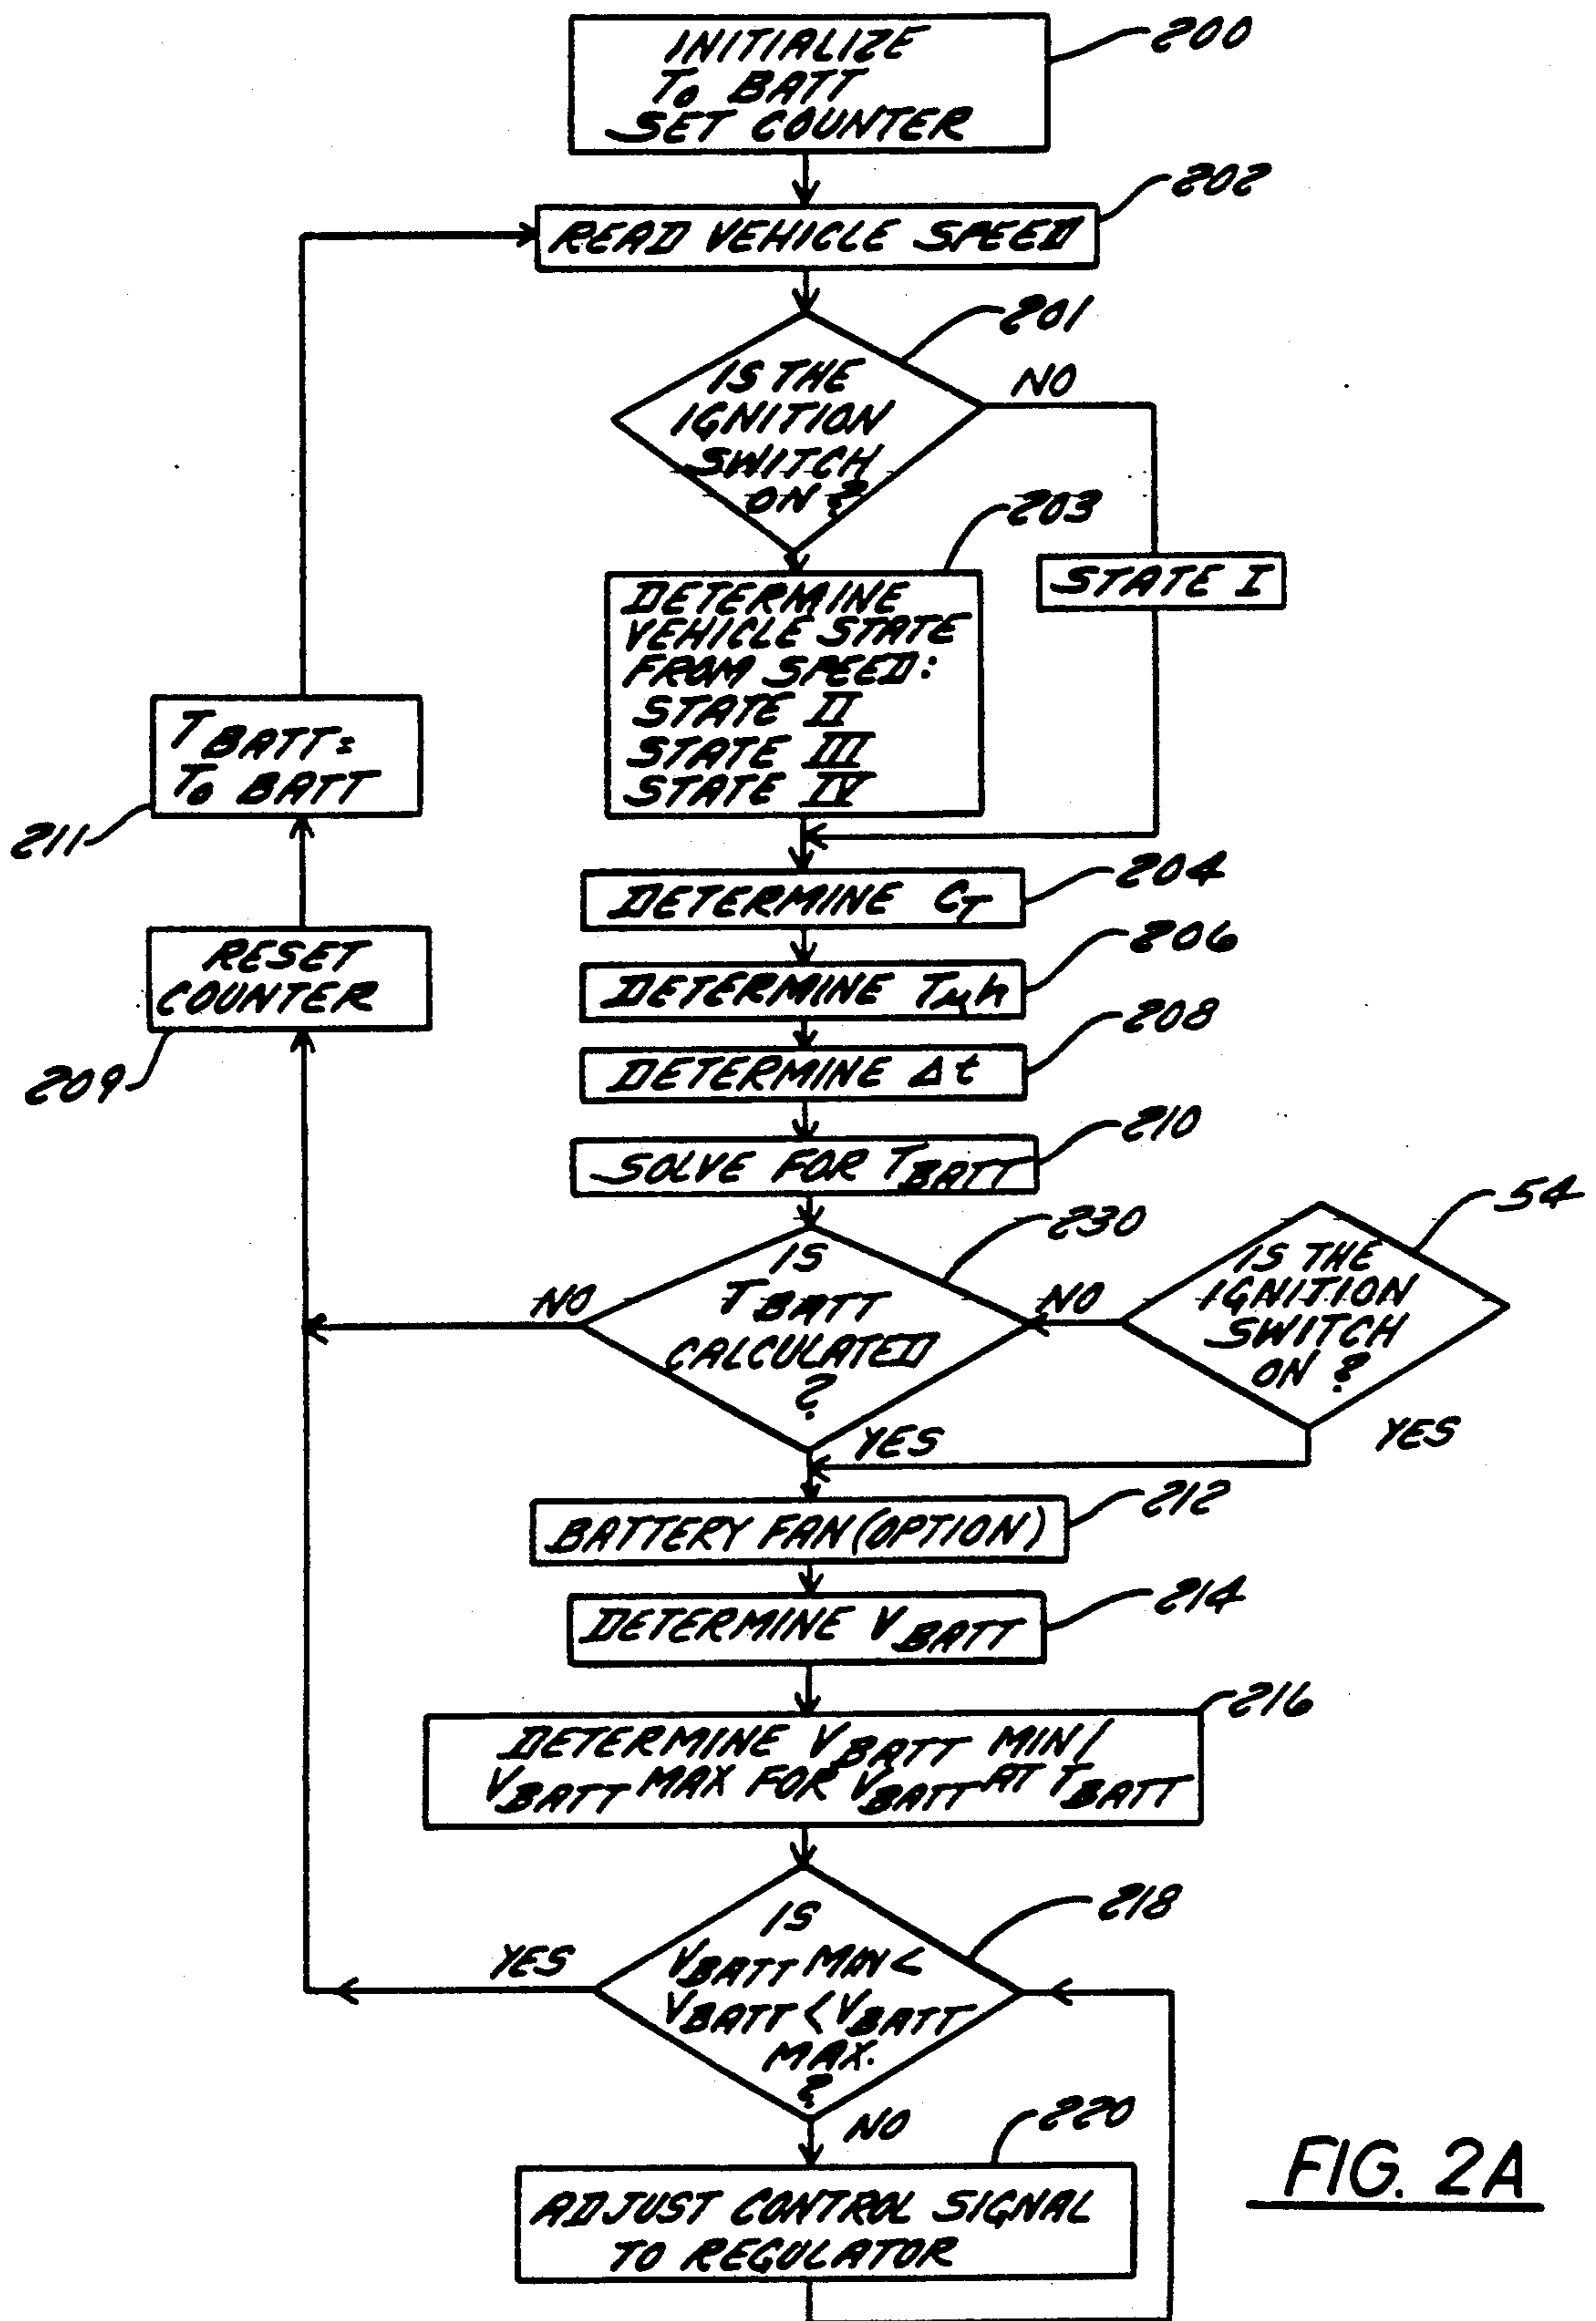 INITIALIZE
To BATT
SET COUNTER
200
READ VEHICLE SPEED
202
IS THE
IGNITION
SWITCH
ON ?
201
NO
STATE I
DETERMINE
VEHICLE STATE
FROM SPEED:
STATE II
STATE III
STATE IV
203
T BATT =
To BATT
211
DETERMINE CT
204
RESET
COUNTER
209
DETERMINE Tμh
206
DETERMINE Δt
208
SOLVE FOR TBATT
210
IS
TBATT
CALCULATED
?
230
NO
YES
IS THE
IGNITION
SWITCH
ON ?
54
NO
YES
BATTERY FAN (OPTION)
212
DETERMINE VBATT
214
DETERMINE VBATT MIN/
VBATT MAX FOR VBATT AT TBATT
216
IS
VBATT MIN <
VBATT < VBATT
MAX.
?
218
YES
NO
ADJUST CONTROL SIGNAL
TO REGULATOR
220
FIG. 2A